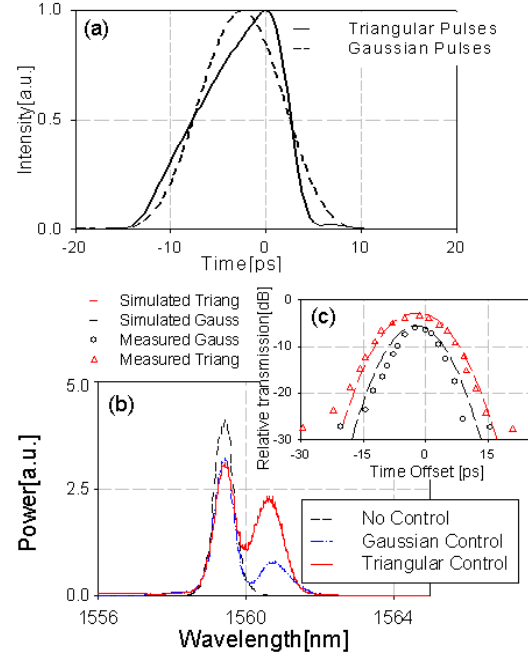 (a)
Triangular Pulses
Gaussian Pulses
Intensity[a.u.]
1.0
0.5
0.0
-20 -10 0 10 20
Time[ps]
Simulated Triang
Simulated Gauss
Measured Gauss
Measured Triang
(c)
Relative transmission[dB]
0
-10
-20
-30
-30 -15 0 15
Time Offset [ps]
(b)
Power[a.u.]
5.0
2.5
0.0
No Control
Gaussian Control
Triangular Control
1556 1560 1564
Wavelength[nm]